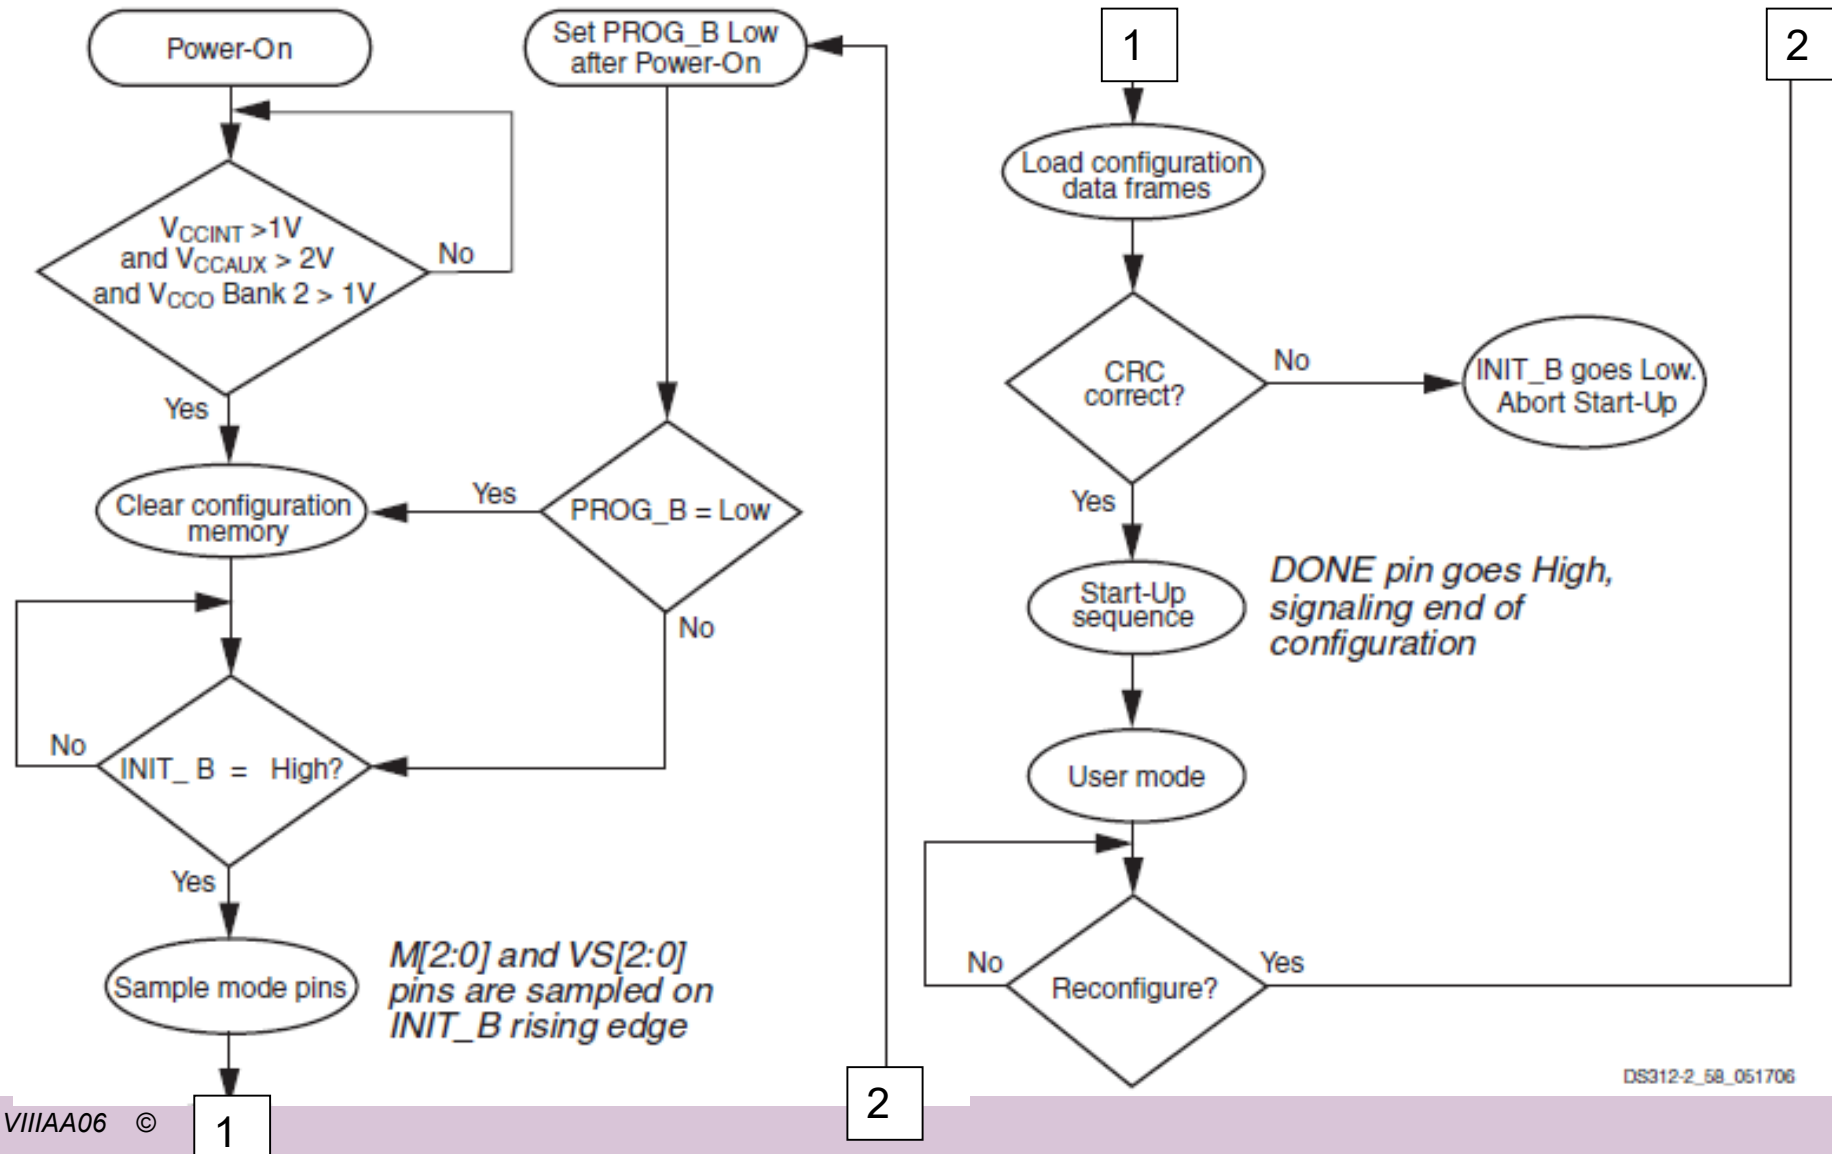 Power-On
Set PROG_B Low
after Power-On
VCCINT >1V
and VCCAUX > 2V
and VCCO Bank 2 > 1V
No
Yes
Clear configuration
memory
Yes
PROG_B = Low
No
INIT_ B = High?
No
Yes
Sample mode pins
M[2:0] and VS[2:0]
pins are sampled on
INIT_B rising edge
1
2
1
2
Load configuration
data frames
CRC
correct?
No
INIT_B goes Low.
Abort Start-Up
Yes
Start-Up
sequence
DONE pin goes High,
signaling end of
configuration
User mode
Reconfigure?
No
Yes
DS312-2_58_051706
VIIIAA06 ©